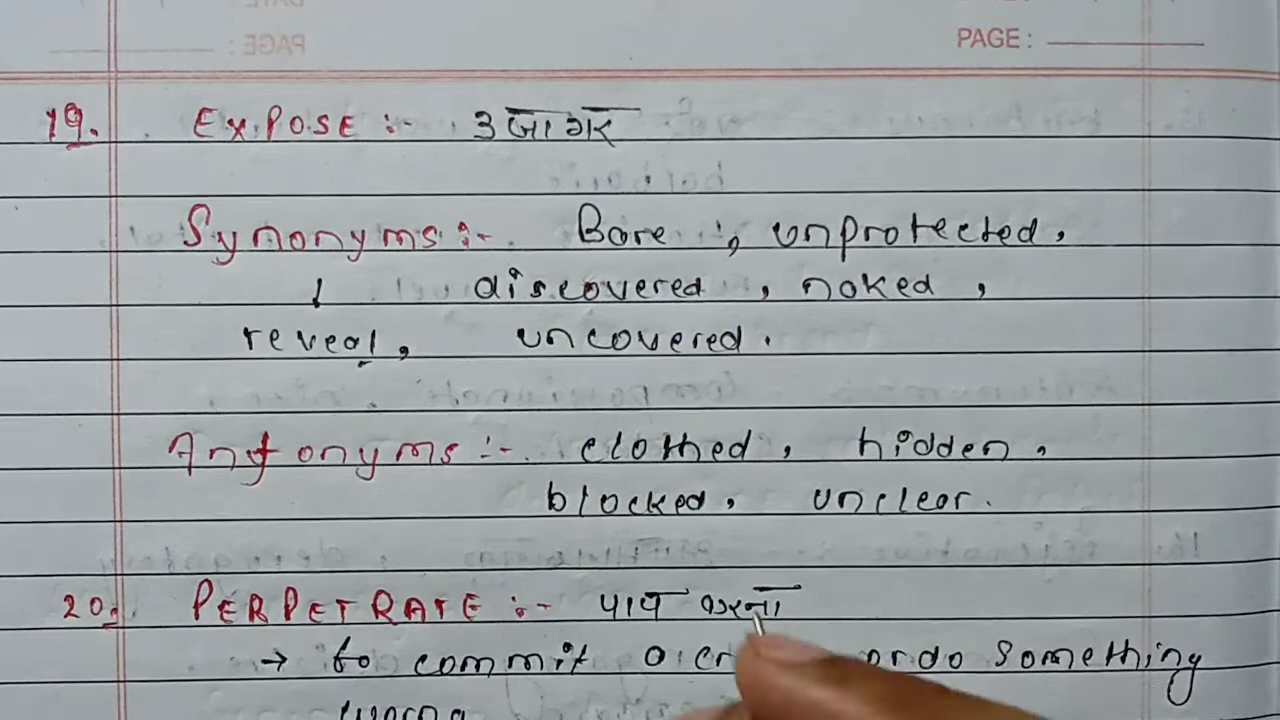 PAGE :
19. EXPOSE :- उजागर
Synonyms :- Bare, unprotected,
discovered, naked,
reveal, uncovered.
Antonyms :- clothed, hidden,
blocked, unclear.
20. PERPETRATE :- पाप करना
→ to commit a or do something
wrong